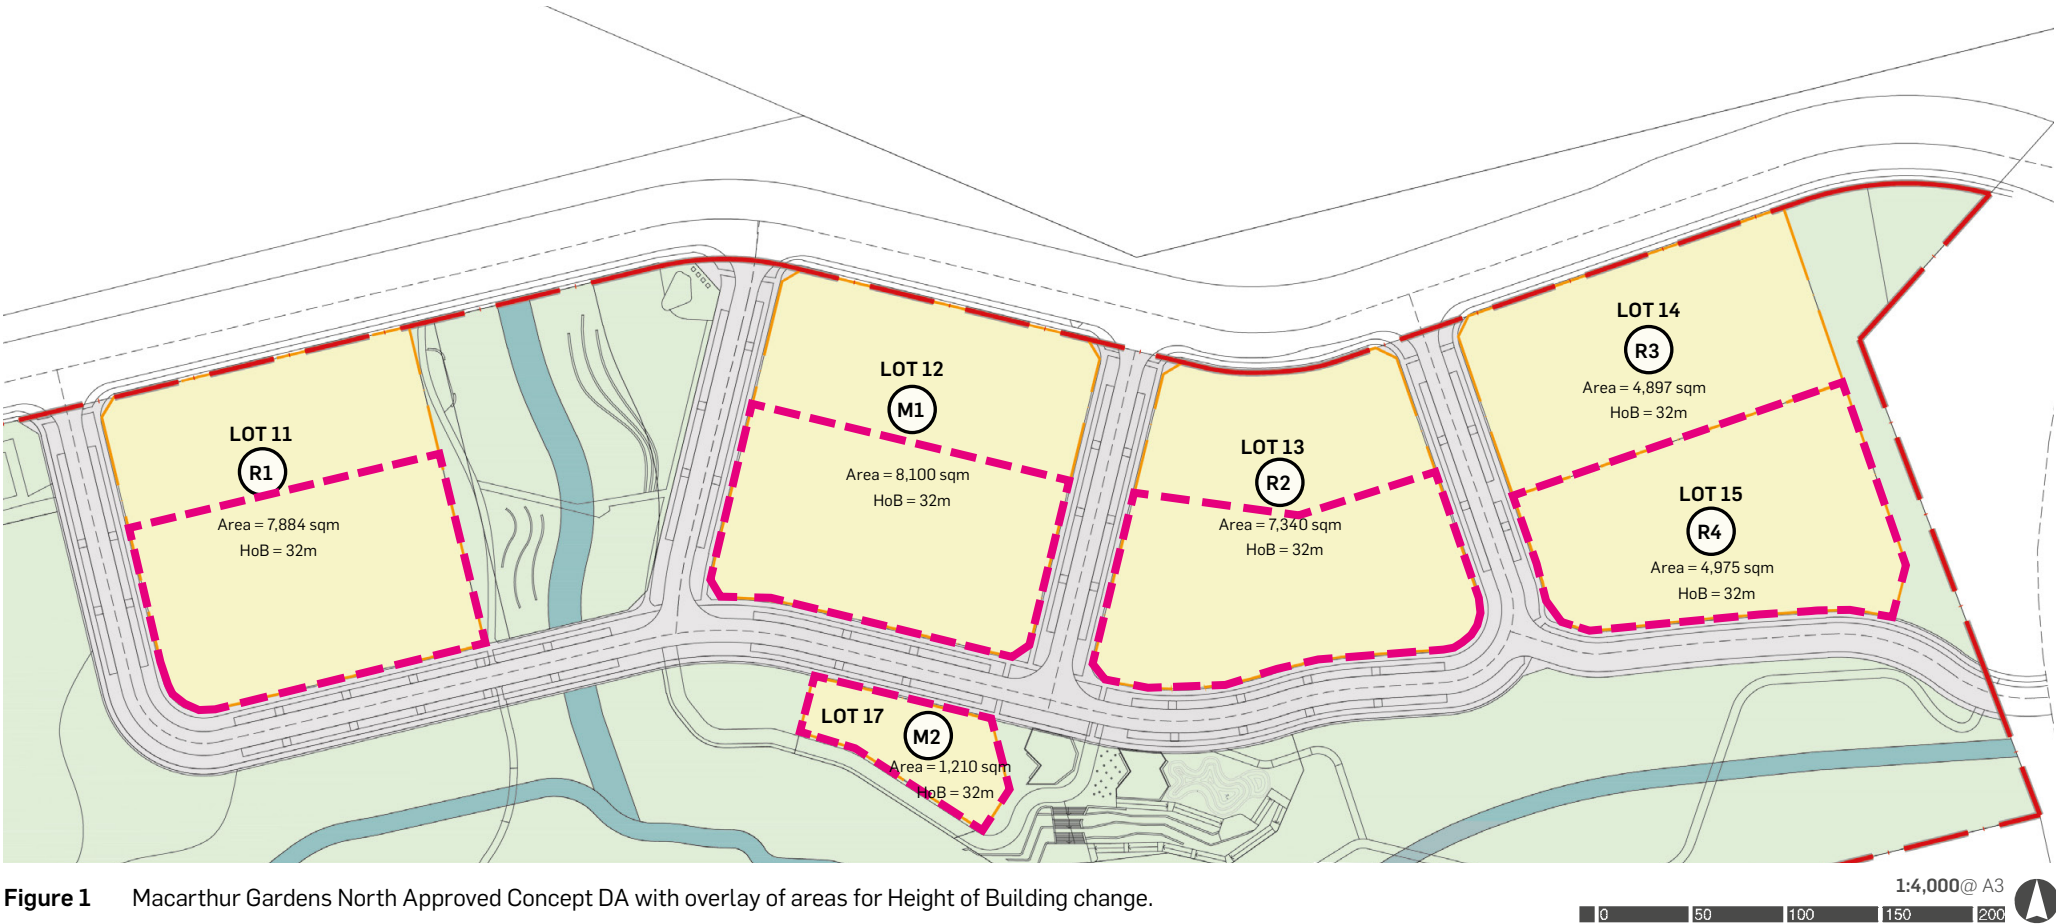 LOT 11
R1
Area = 7,884 sqm
HoB = 32m
LOT 12
M1
Area = 8,100 sqm
HoB = 32m
LOT 13
R2
Area = 7,340 sqm
HoB = 32m
LOT 14
R3
Area = 4,897 sqm
HoB = 32m
LOT 15
R4
Area = 4,975 sqm
HoB = 32m
LOT 17
M2
Area = 1,210 sqm
HoB = 32m
Figure 1 Macarthur Gardens North Approved Concept DA with overlay of areas for Height of Building change.
1:4,000@ A3
0 50 100 150 200